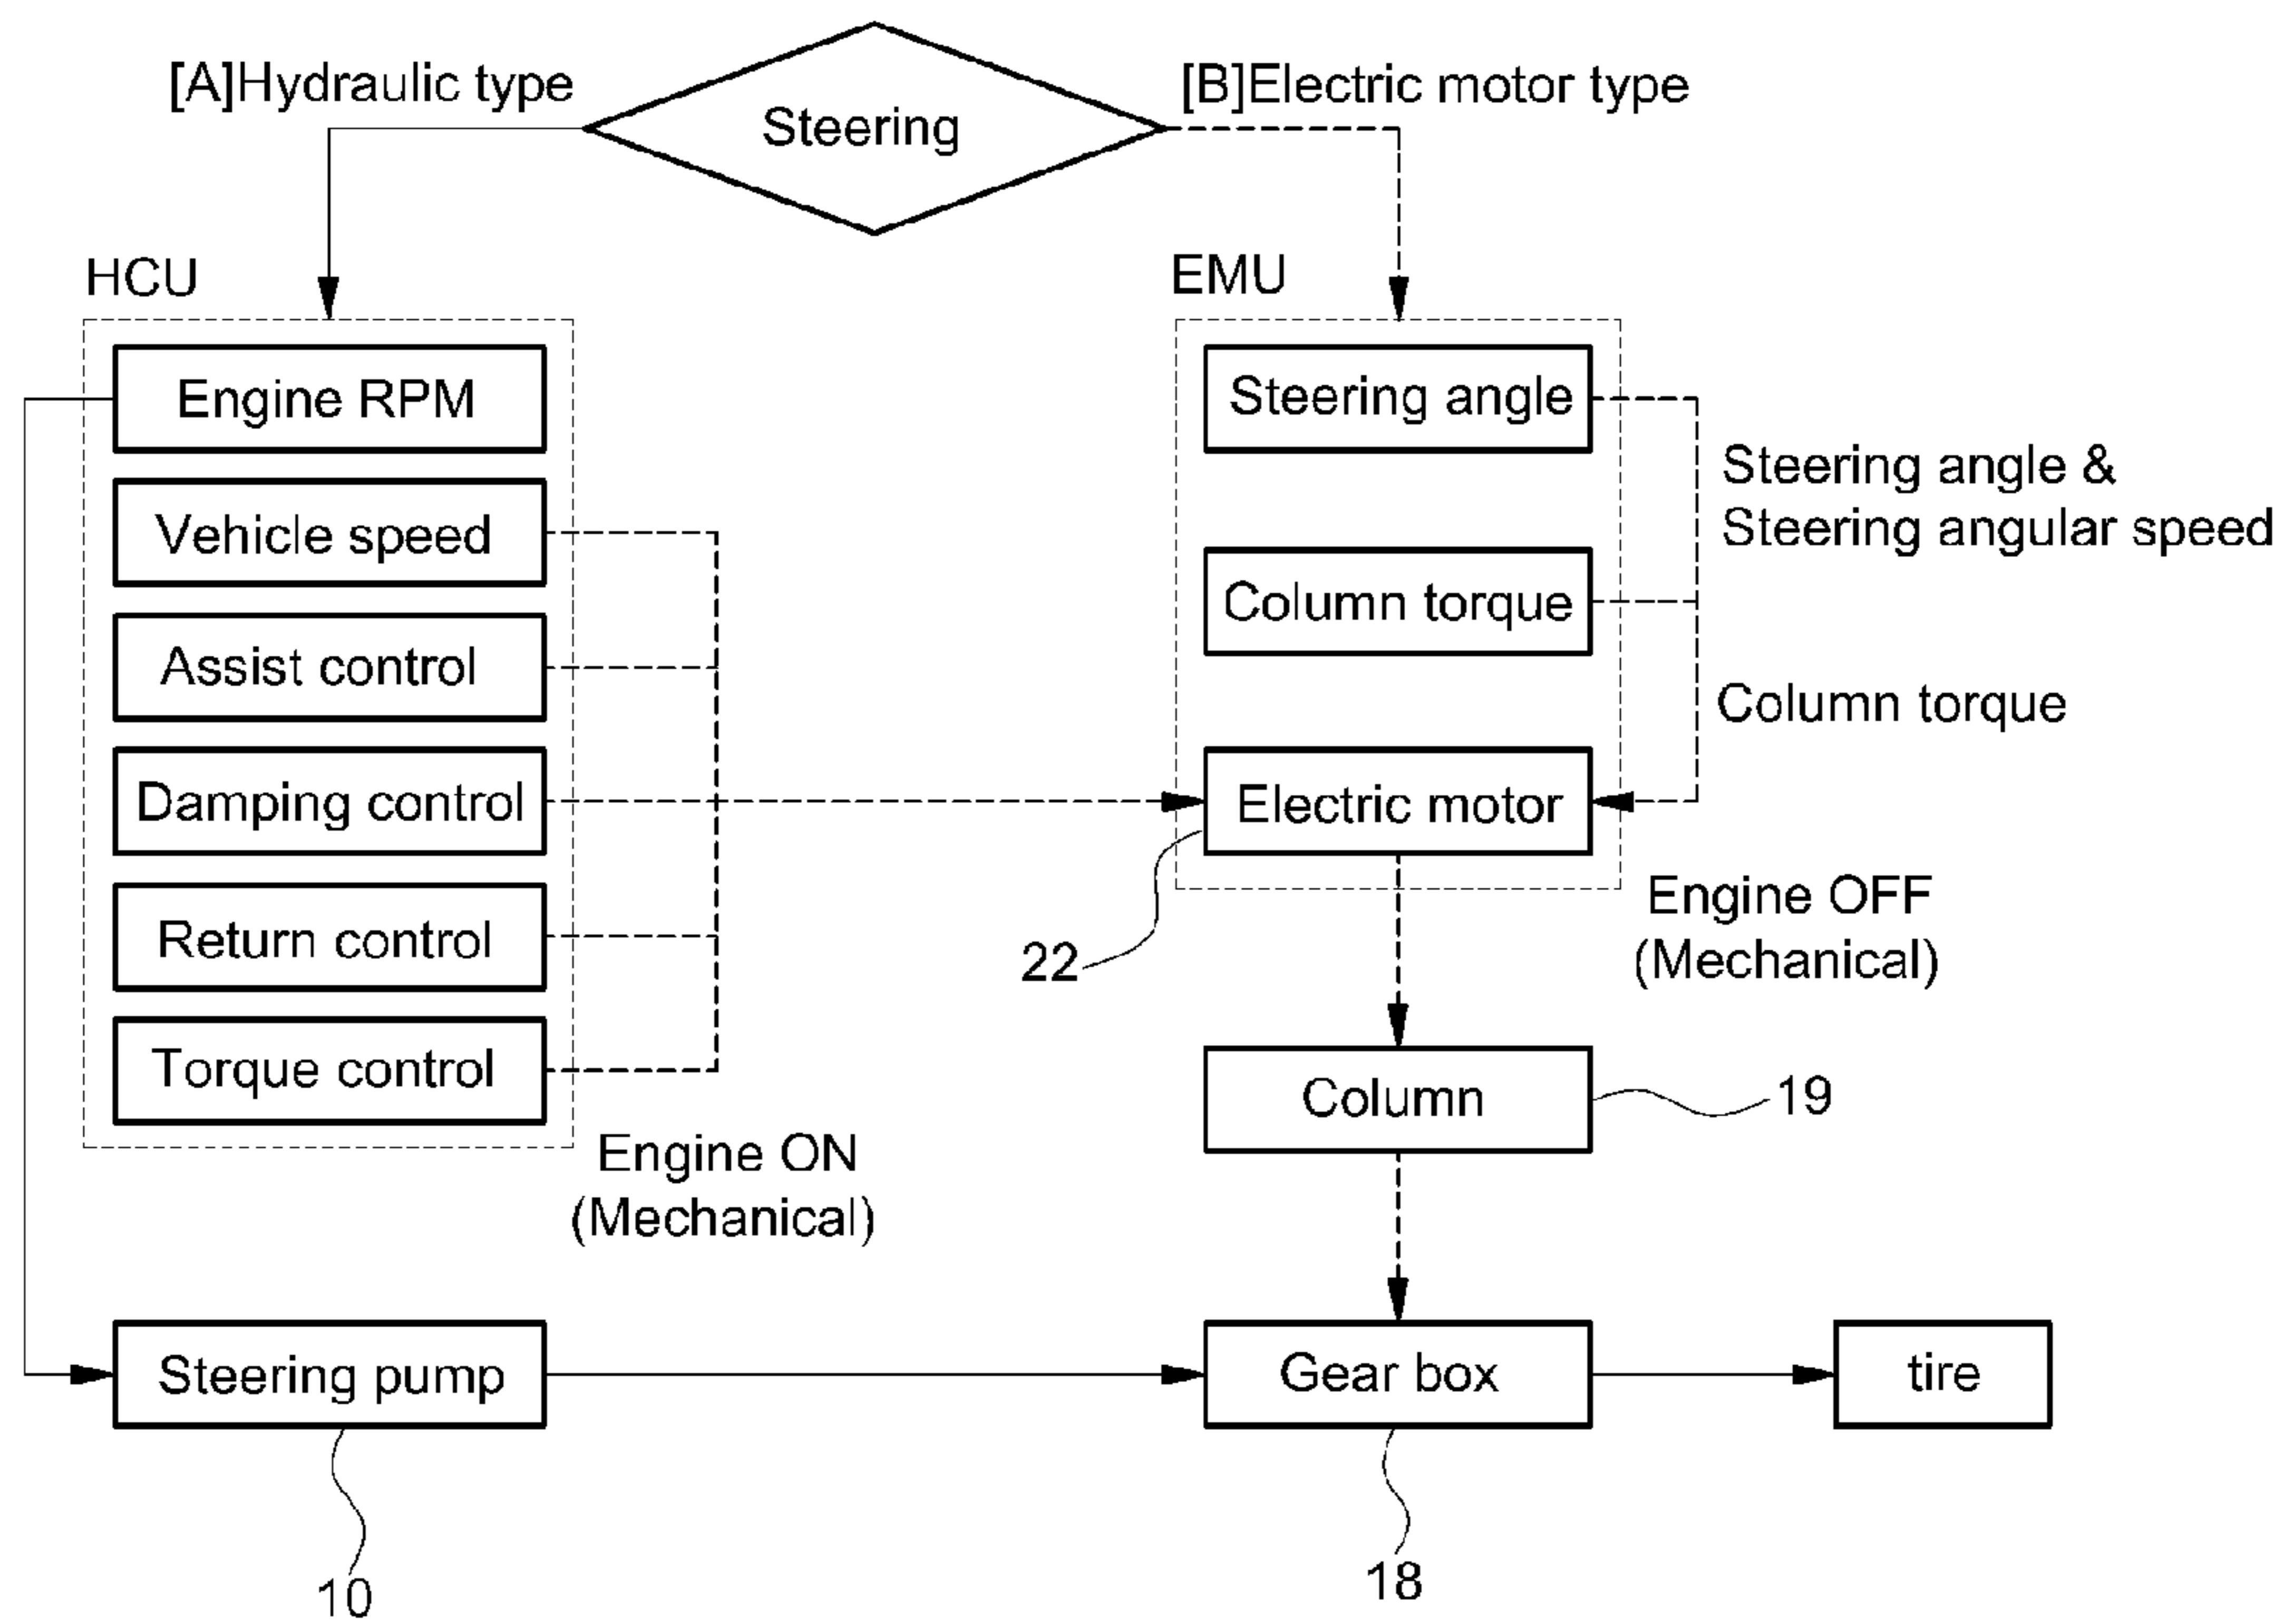 [A]Hydraulic type
Steering
[B]Electric motor type
HCU
Engine RPM
Vehicle speed
Assist control
Damping control
Return control
Torque control
Engine ON
(Mechanical)
EMU
Steering angle
Column torque
Electric motor
Steering angle &
Steering angular speed
Column torque
22
Engine OFF
(Mechanical)
Column
19
Steering pump
Gear box
tire
10
18